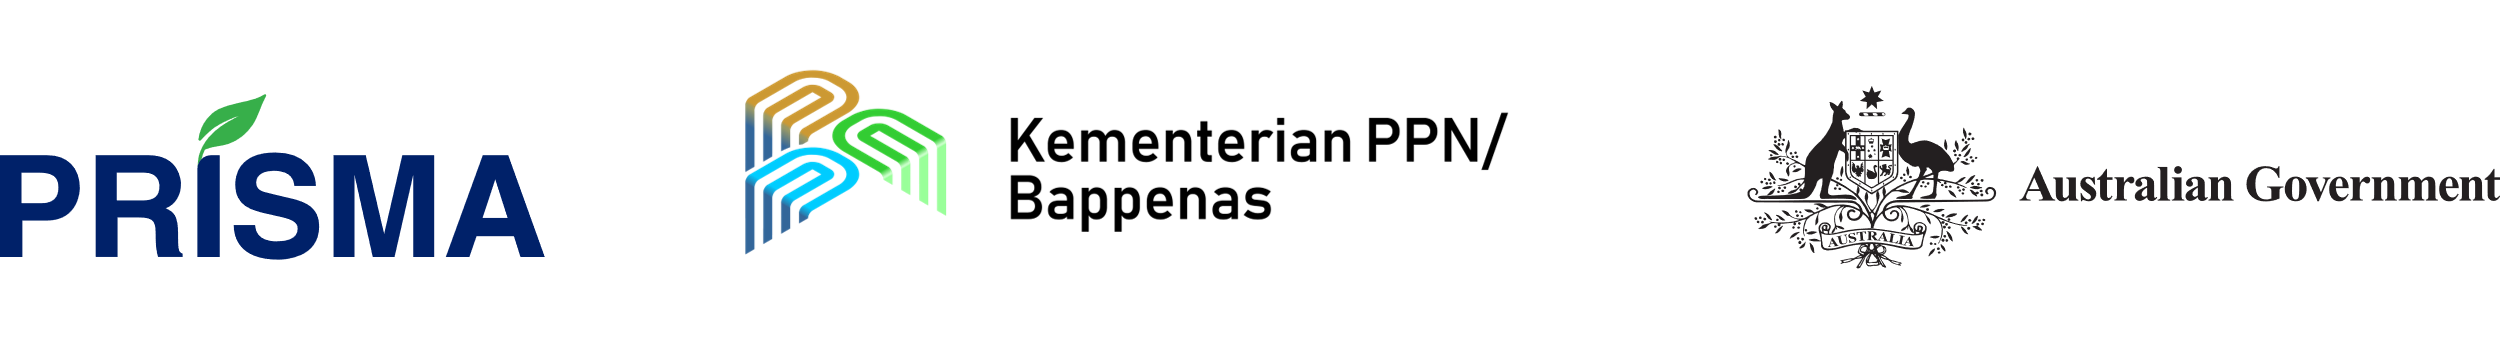 PRISMA
Kementerian PPN/
Bappenas
AUSTRALIA
Australian Government